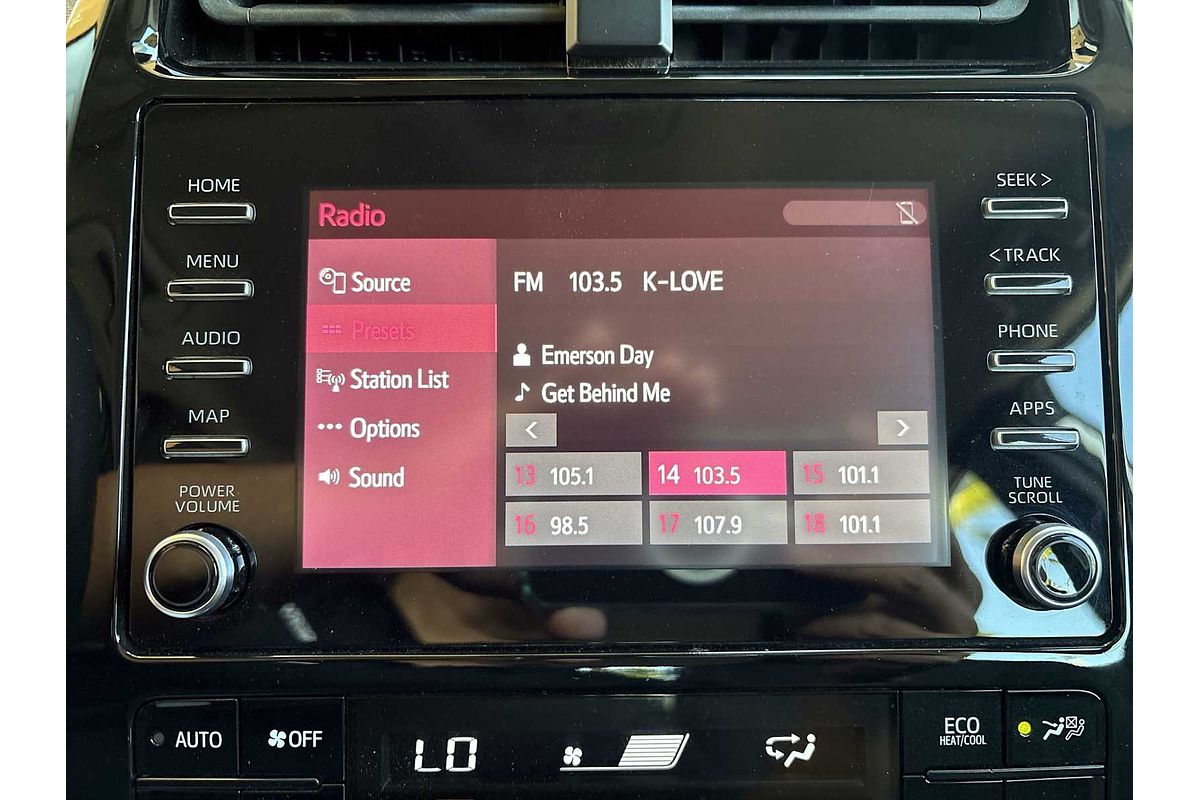 HOME
MENU
AUDIO
MAP
POWER
VOLUME
Radio
Source
Presets
Station List
Options
Sound
FM 103.5 K-LOVE
Emerson Day
Get Behind Me
< >
13 105.1 14 103.5 15 101.1
16 98.5 17 107.9 18 101.1
SEEK >
< TRACK
PHONE
APPS
TUNE
SCROLL
AUTO
OFF
LO
ECO
HEAT/COOL